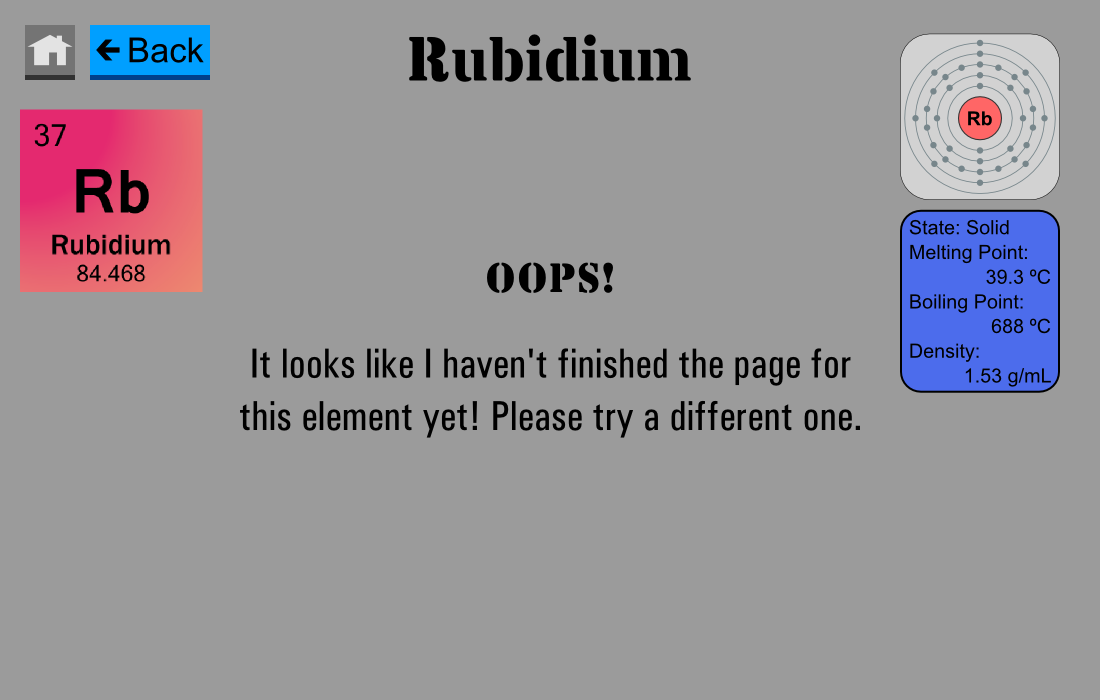 Back
Rubidium
37
Rb
Rubidium
84.468
Rb
State: Solid
Melting Point:
39.3 ºC
Boiling Point:
688 ºC
Density:
1.53 g/mL
OOPS!
It looks like I haven't finished the page for
this element yet! Please try a different one.